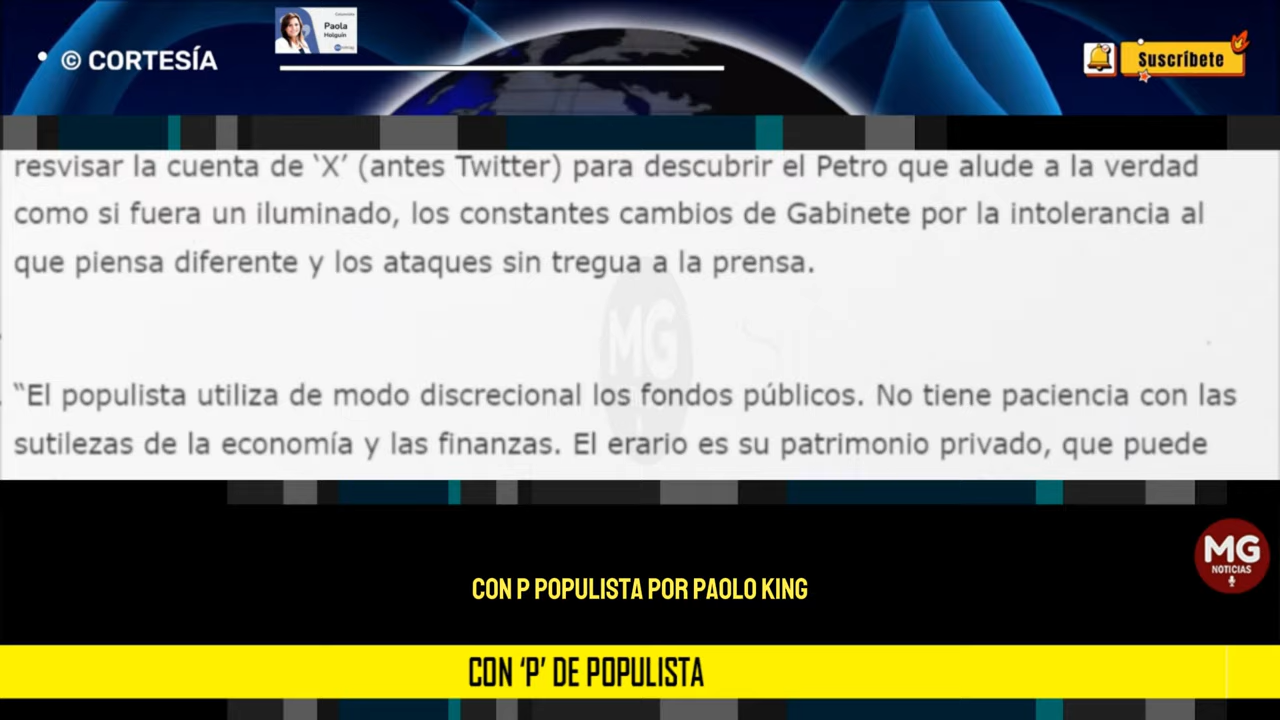 © CORTESÍA
Paola
Holguín
Suscríbete
resvisar la cuenta de ‘X’ (antes Twitter) para descubrir el Petro que alude a la verdad
como si fuera un iluminado, los constantes cambios de Gabinete por la intolerancia al
que piensa diferente y los ataques sin tregua a la prensa.
MG
“El populista utiliza de modo discrecional los fondos públicos. No tiene paciencia con las
sutilezas de la economía y las finanzas. El erario es su patrimonio privado, que puede
MG
NOTICIAS
CON P POPULISTA POR PAOLO KING
CON ‘P’ DE POPULISTA